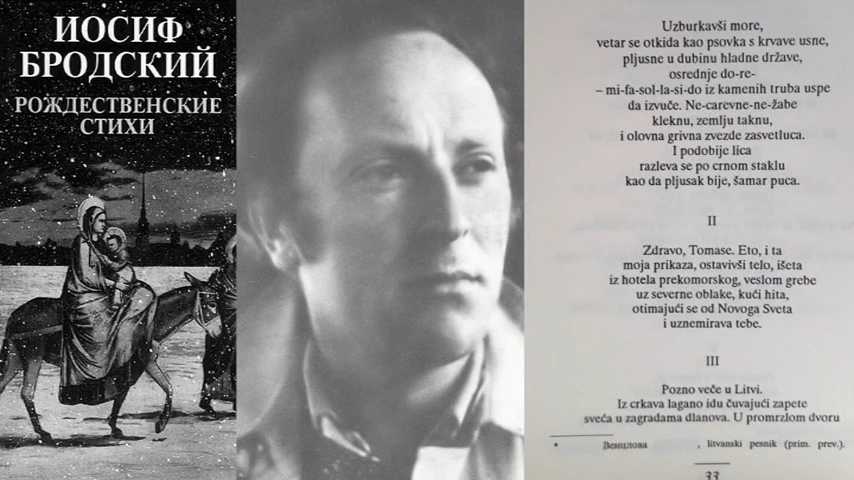 ИОСИФ
БРОДСКИЙ
РОЖДЕСТВЕНСКИЕ
СТИХИ
Uzburkavši more,
vetar se otkida kao psovka s krvave usne,
pljusne u dubinu hladne države,
osrednje do-re-
– mi-fa-sol-la-si-do iz kamenih truba uspe
da izvuče. Ne-carevne-ne-žabe
kleknu, zemlju taknu,
i olovna grivna zvezde zasvetluca.
I podobije lica
razleva se po crnom staklu
kao da pljusak bije, šamar puca.
II
Zdravo, Tomase. Eto, i ta
moja prikaza, ostavivši telo, išeta
iz hotela prekomorskog, veslom grebe
uz severne oblake, kući hita,
otimajući se od Novoga Sveta
i uznemirava tebe.
III
Pozno veče u Litvi.
Iz crkava lagano idu čuvajući zapete
sveća u zagradama dlanova. U promrzlom dvoru
* Венцлова , litvanski pesnik (prim. prev.).
33